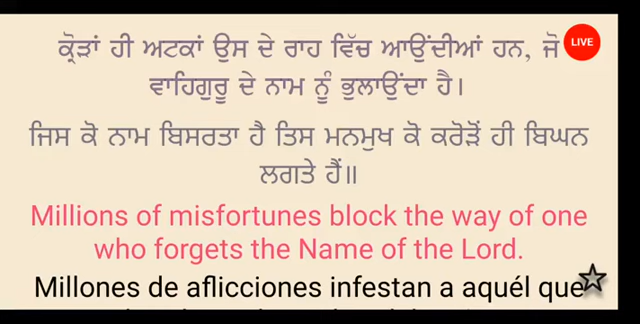 ਕ੍ਰੋੜਾਂ ਹੀ ਅਟਕਾਂ ਉਸ ਦੇ ਰਾਹ ਵਿੱਚ ਆਉਂਦੀਆਂ ਹਨ, ਜੋ
LIVE
ਵਾਹਿਗੁਰੂ ਦੇ ਨਾਮ ਨੂੰ ਭੁਲਾਉਂਦਾ ਹੈ।
ਜਿਸ ਕੋ ਨਾਮ ਬਿਸਰਤਾ ਹੈ ਤਿਸ ਮਨਮੁਖ ਕੋ ਕਰੋੜੋਂ ਹੀ ਬਿਘਨ
ਲਗਤੇ ਹੈਂ॥
Millions of misfortunes block the way of one
who forgets the Name of the Lord.
Millones de aflicciones infestan a aquél que